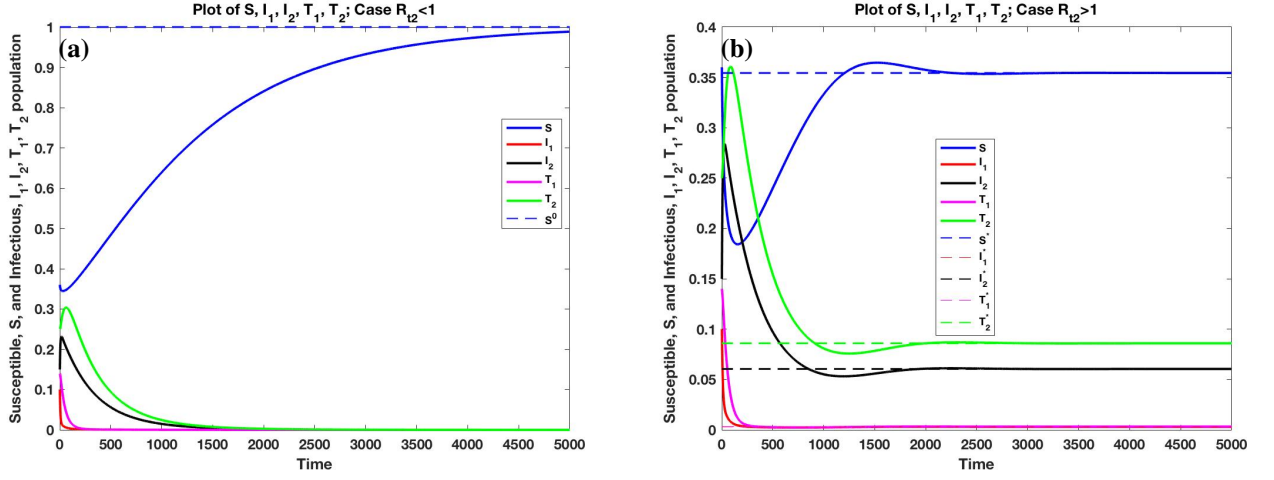 Plot of S, I1, I2, T1, T2; Case Rt2<1
(a)
Susceptible, S, and Infectious, I1, I2, T1, T2 population
1
0.9
0.8
0.7
0.6
0.5
0.4
0.3
0.2
0.1
0
S
I1
I2
T1
T2
S0
0 500 1000 1500 2000 2500 3000 3500 4000 4500 5000
Time
Plot of S, I1, I2, T1, T2; Case Rt2>1
(b)
Susceptible, S, and Infectious, I1, I2, T1, T2 population
0.4
0.35
0.3
0.25
0.2
0.15
0.1
0.05
0
S
I1
I2
T1
T2
S*
I1*
I2*
T1*
T2*
0 500 1000 1500 2000 2500 3000 3500 4000 4500 5000
Time